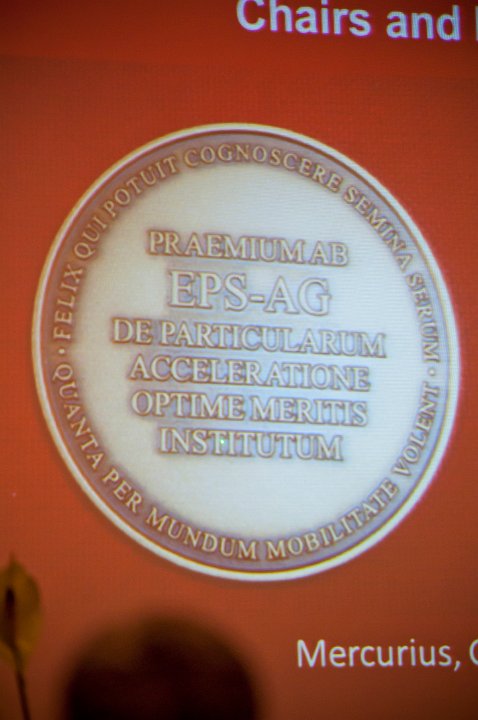 Chairs and
· FELIX QUI POTUIT COGNOSCERE SEMINA SERUM ·
PRAEMIUM AB
EPS-AG
DE PARTICULARUM
ACCELERATIONE
OPTIME MERITIS
INSTITUTUM
QUANTA PER MUNDUM MOBILITATE VOLENT
Mercurius,